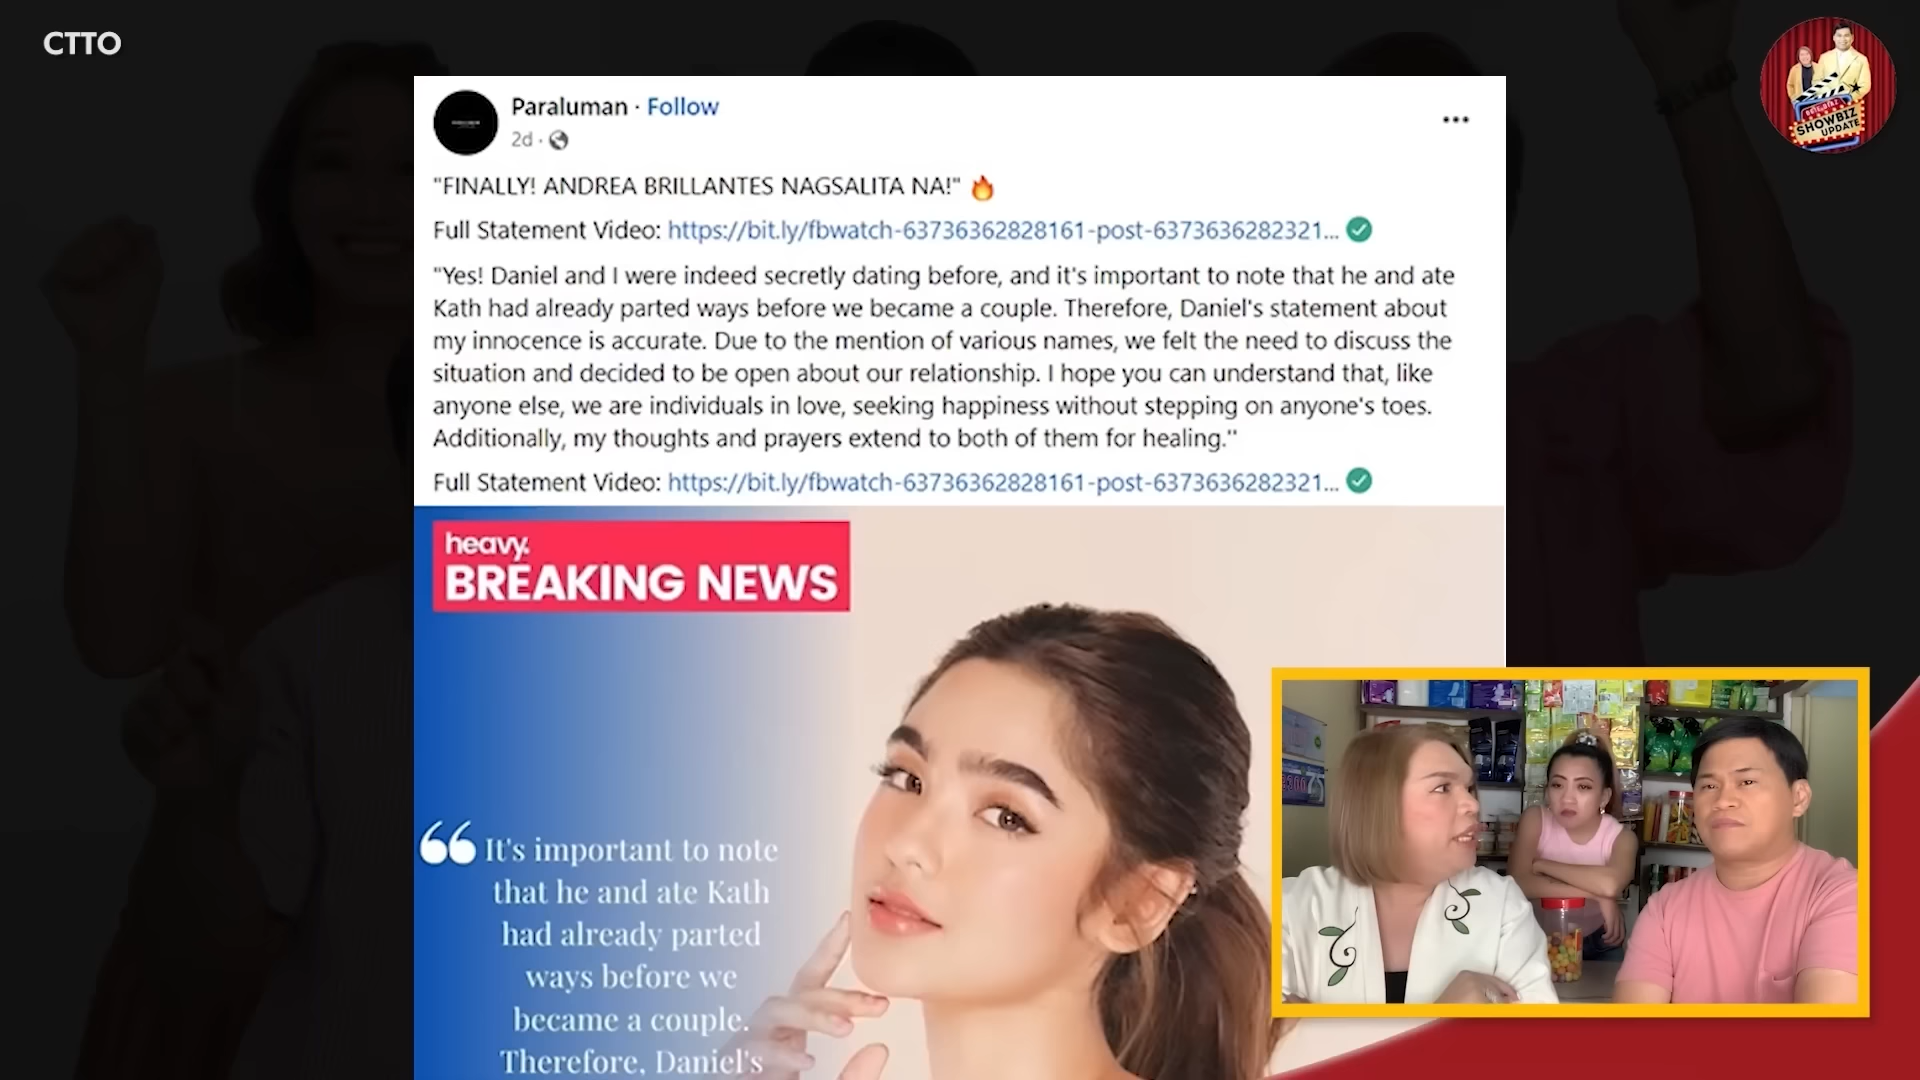 CTTO
Paraluman · Follow
2d ·
"FINALLY! ANDREA BRILLANTES NAGSALITA NA!" 🔥
Full Statement Video: https://bit.ly/fbwatch-63736362828161-post-6373636282321... ✅
"Yes! Daniel and I were indeed secretly dating before, and it's important to note that he and ate
Kath had already parted ways before we became a couple. Therefore, Daniel's statement about
my innocence is accurate. Due to the mention of various names, we felt the need to discuss the
situation and decided to be open about our relationship. I hope you can understand that, like
anyone else, we are individuals in love, seeking happiness without stepping on anyone's toes.
Additionally, my thoughts and prayers extend to both of them for healing."
Full Statement Video: https://bit.ly/fbwatch-63736362828161-post-6373636282321... ✅
heavy.
BREAKING NEWS
“ It's important to note
that he and ate Kath
had already parted
ways before we
became a couple.
Therefore, Daniel's
SHOWBIZ
UPDATE